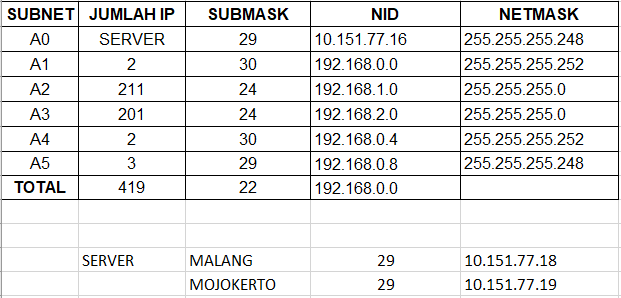 SUBNET JUMLAH IP SUBMASK NID NETMASK
A0 SERVER 29 10.151.77.16 255.255.255.248
A1 2 30 192.168.0.0 255.255.255.252
A2 211 24 192.168.1.0 255.255.255.0
A3 201 24 192.168.2.0 255.255.255.0
A4 2 30 192.168.0.4 255.255.255.252
A5 3 29 192.168.0.8 255.255.255.248
TOTAL 419 22 192.168.0.0
SERVER MALANG 29 10.151.77.18
MOJOKERTO 29 10.151.77.19